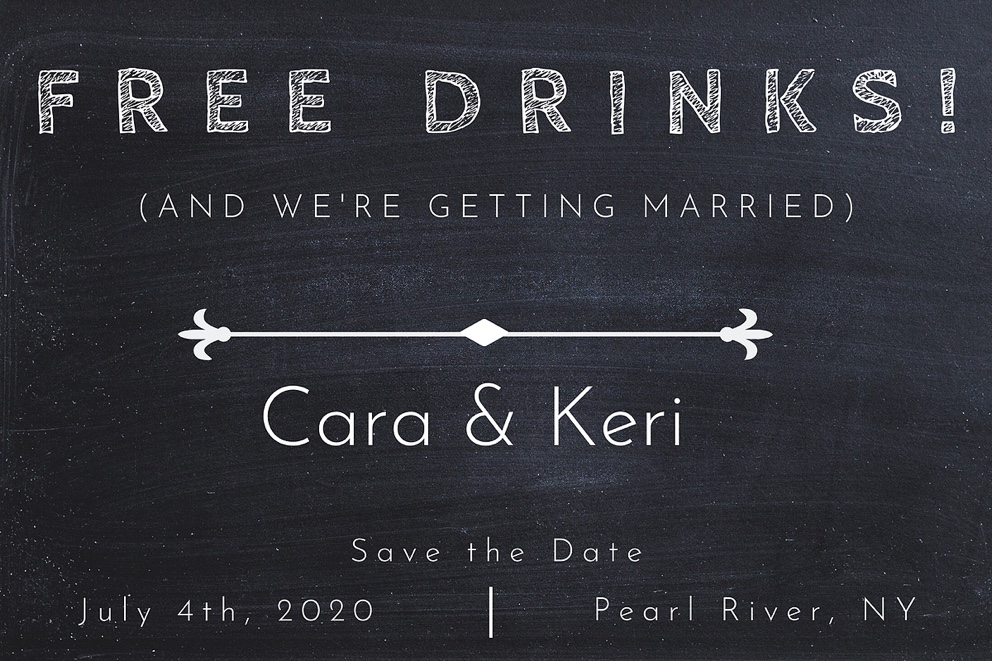 FREE DRINKS!
(AND WE'RE GETTING MARRIED)
Cara & Keri
Save the Date
July 4th, 2020 | Pearl River, NY